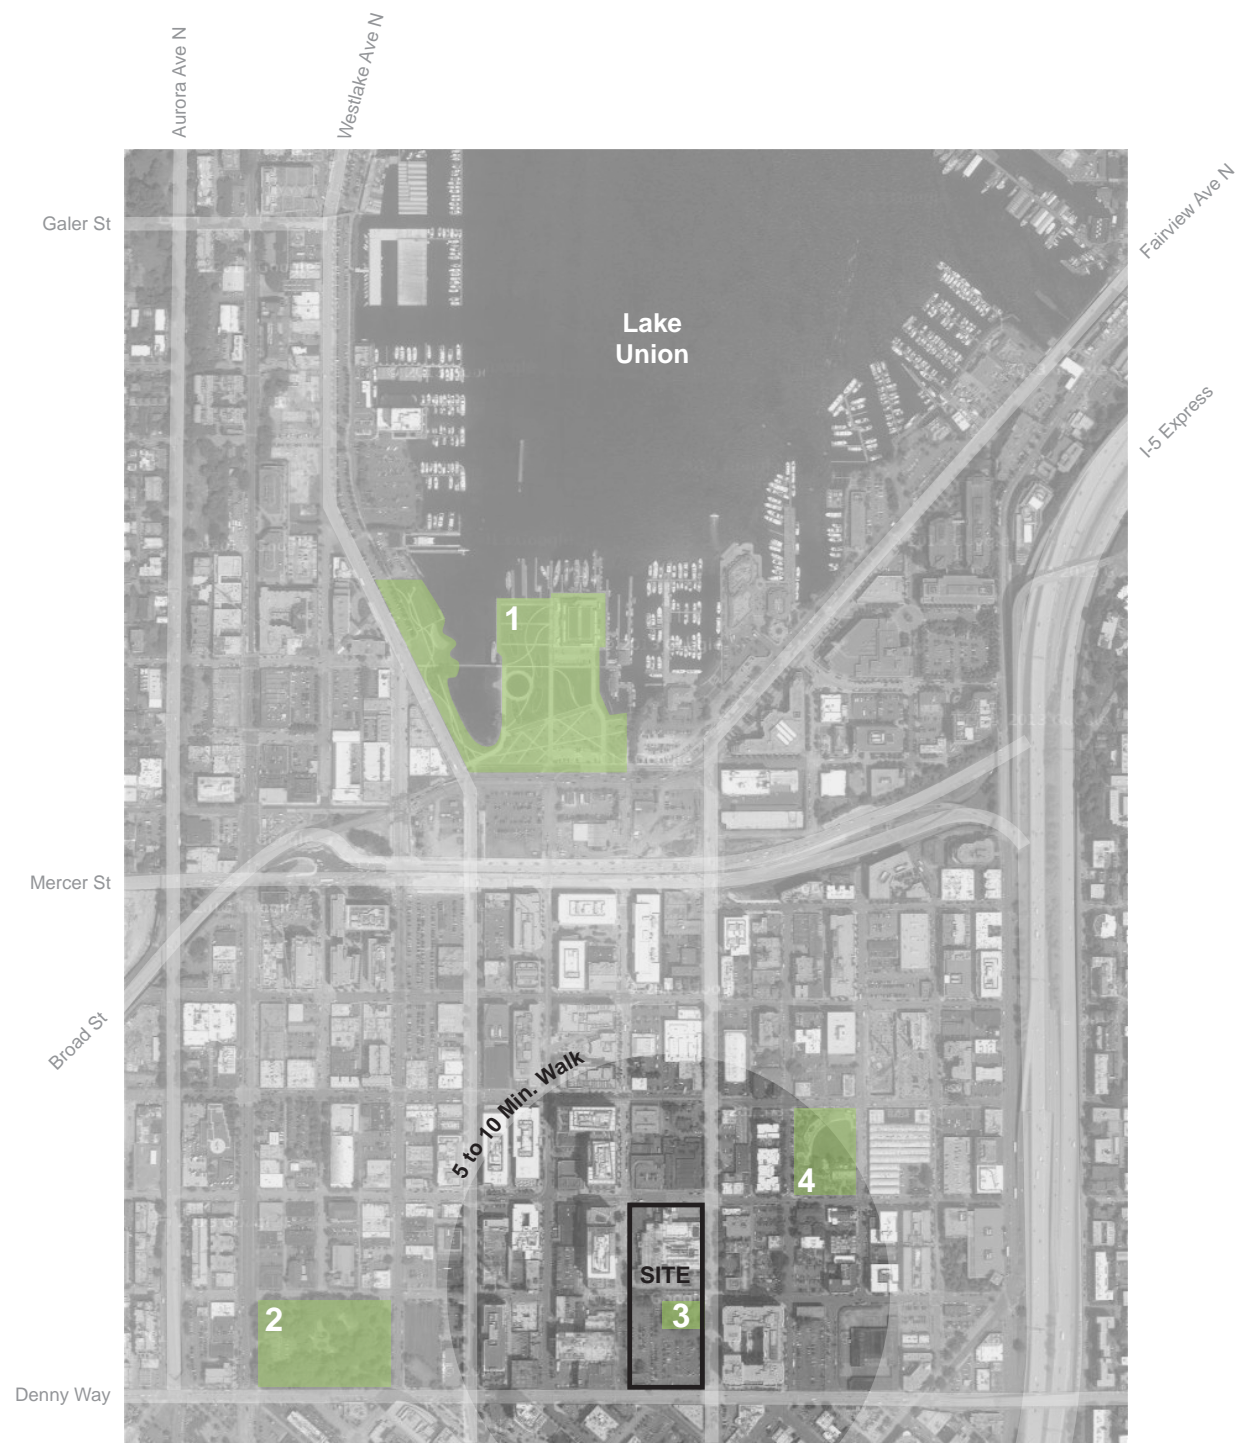 Aurora Ave N
Westlake Ave N
Galer St
Fairview Ave N
Lake
Union
I-5 Express
1
Mercer St
Broad St
5 to 10 Min. Walk
4
SITE
2
3
Denny Way